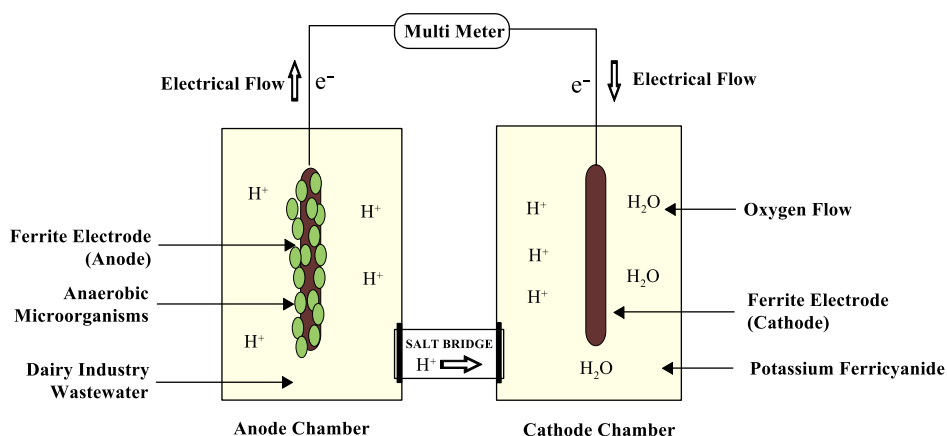 Multi Meter
Electrical Flow
e⁻
e⁻
Electrical Flow
H⁺
H⁺
H⁺
H⁺
Ferrite Electrode
(Anode)
Anaerobic
Microorganisms
Dairy Industry
Wastewater
SALT BRIDGE
H⁺
H⁺
H⁺
H⁺
H₂O
H₂O
H₂O
Oxygen Flow
Ferrite Electrode
(Cathode)
Potassium Ferricyanide
Anode Chamber
Cathode Chamber